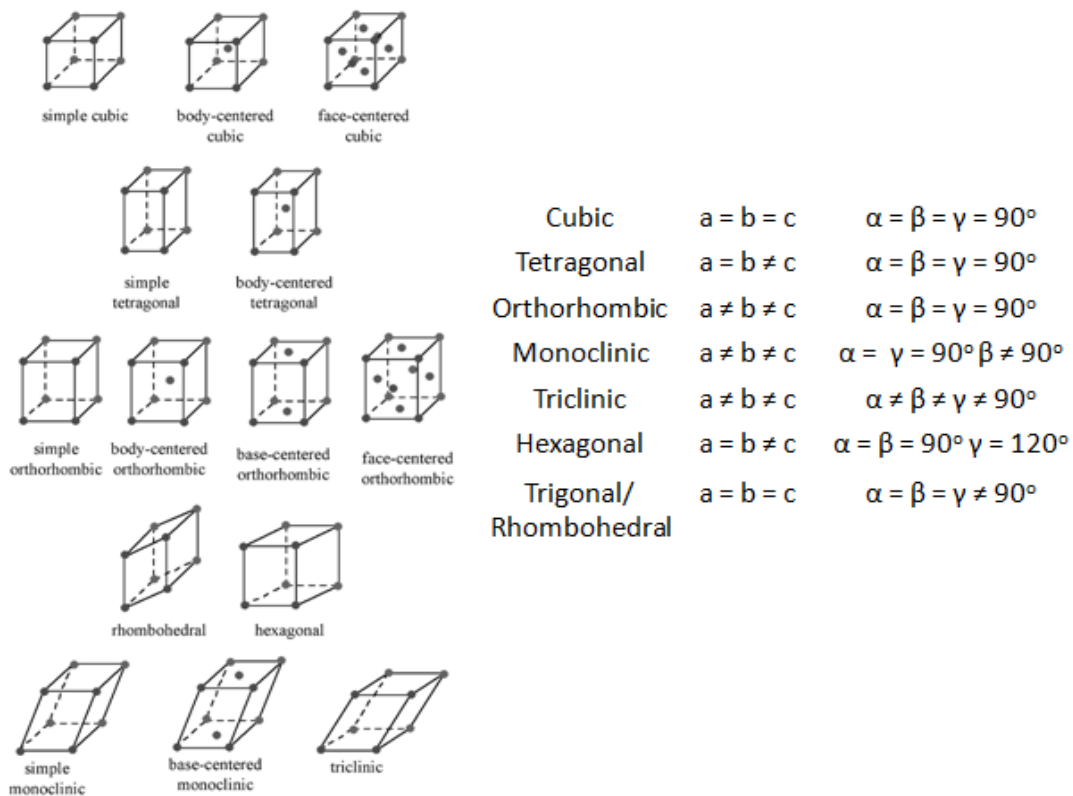 simple cubic
body-centered
cubic
face-centered
cubic
simple
tetragonal
body-centered
tetragonal
simple
orthorhombic
body-centered
orthorhombic
base-centered
orthorhombic
face-centered
orthorhombic
rhombohedral
hexagonal
simple
monoclinic
base-centered
monoclinic
triclinic
Cubic a = b = c α = β = γ = 90°
Tetragonal a = b ≠ c α = β = γ = 90°
Orthorhombic a ≠ b ≠ c α = β = γ = 90°
Monoclinic a ≠ b ≠ c α = γ = 90° β ≠ 90°
Triclinic a ≠ b ≠ c α ≠ β ≠ γ ≠ 90°
Hexagonal a = b ≠ c α = β = 90° γ = 120°
Trigonal/ a = b = c α = β = γ ≠ 90°
Rhombohedral